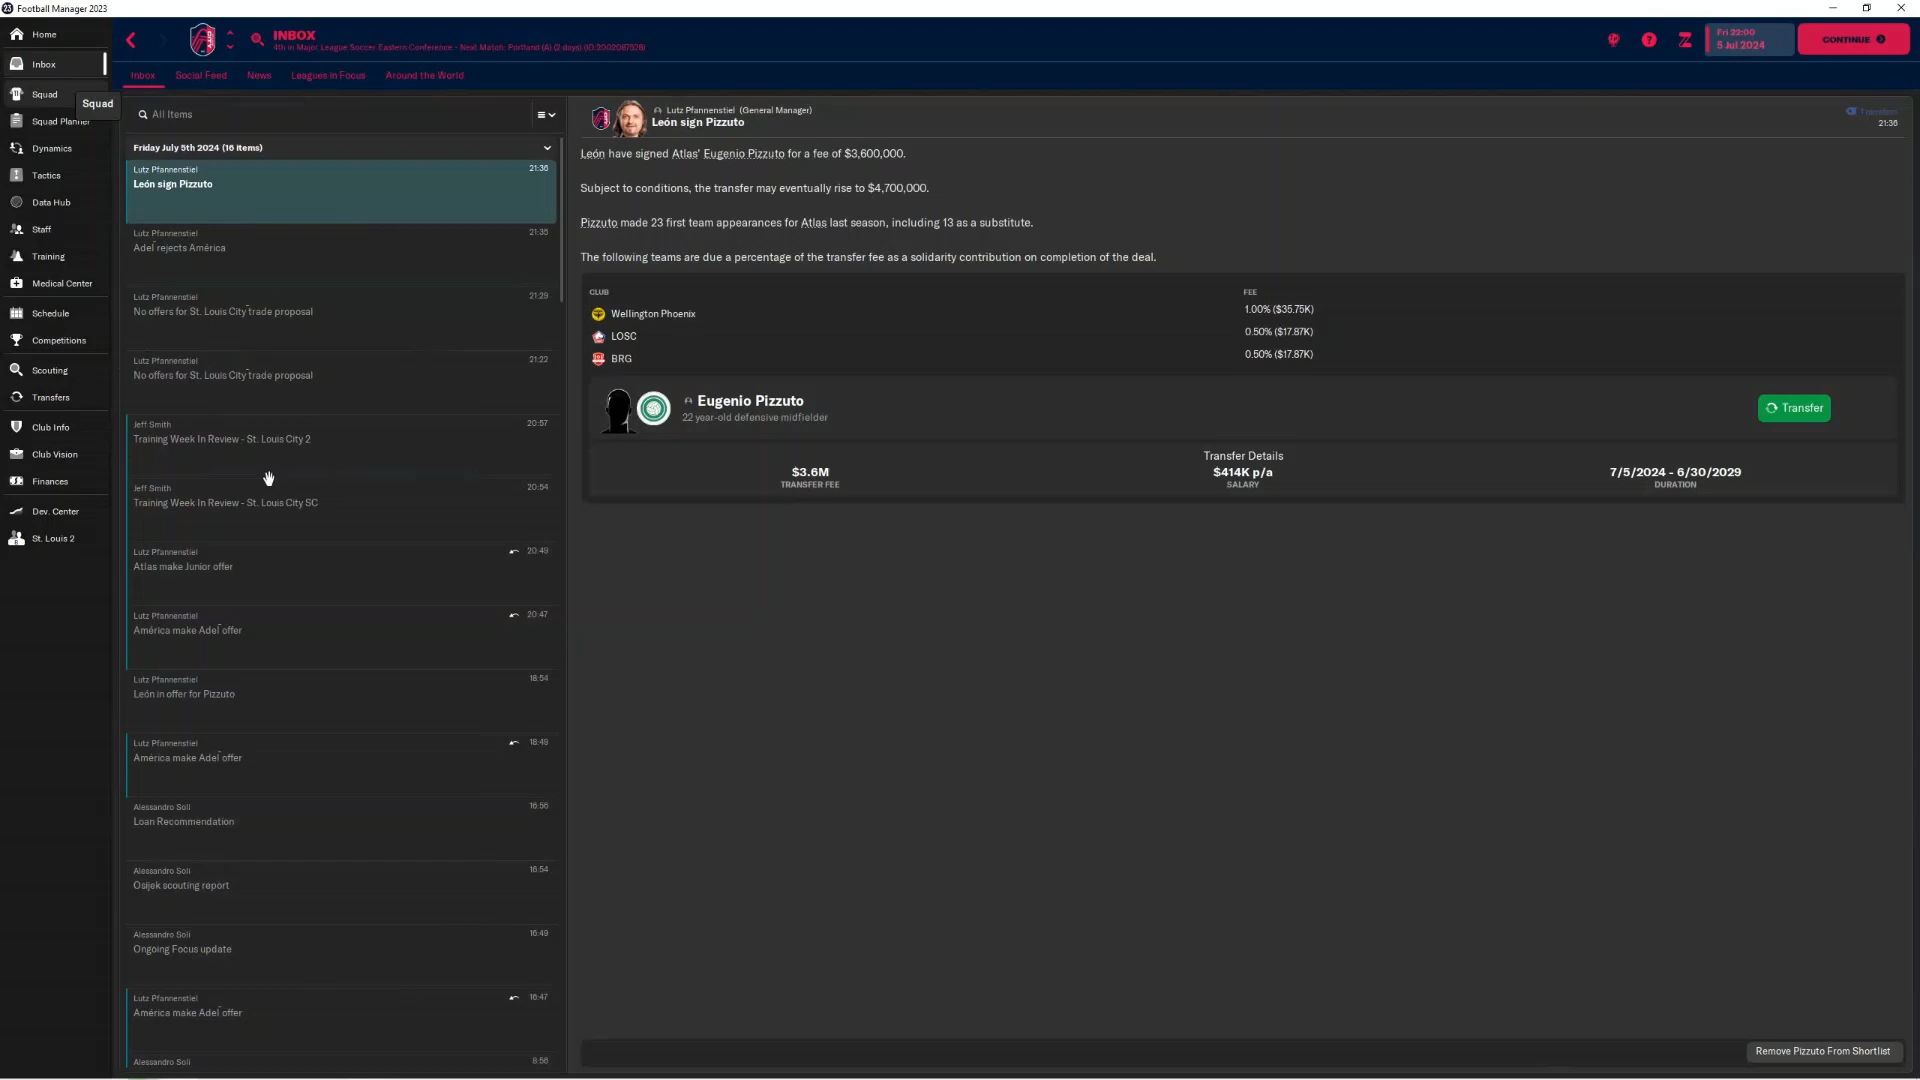 Football Manager 2023
Home
Inbox
Squad
Squad
Squad Planner
Dynamics
Tactics
Data Hub
Staff
Training
Medical Center
Schedule
Competitions
Scouting
Transfers
Club Info
Club Vision
Finances
Dev. Center
St. Louis 2
INBOX
4th in Major League Soccer Eastern Conference - Next Match: Portland (A) (2 days)
Fri 22:00
5 Jul 2024
CONTINUE
Inbox Social Feed News Leagues In Focus Around the World
All Items
Friday July 5th 2024 (16 items)
Lutz Pfannenstiel 21:36
León sign Pizzuto
Lutz Pfannenstiel 21:35
Adel rejects América
Lutz Pfannenstiel 21:29
No offers for St. Louis City trade proposal
Lutz Pfannenstiel 21:22
No offers for St. Louis City trade proposal
Jeff Smith 20:57
Training Week In Review - St. Louis City 2
Jeff Smith 20:54
Training Week In Review - St. Louis City SC
Lutz Pfannenstiel 20:49
Atlas make Junior offer
Lutz Pfannenstiel 20:47
América make Adel offer
Lutz Pfannenstiel 18:54
León in offer for Pizzuto
Lutz Pfannenstiel 18:49
América make Adel offer
Alessandro Soli 16:56
Loan Recommendation
Alessandro Soli 16:54
Osijek scouting report
Alessandro Soli 16:49
Ongoing Focus update
Lutz Pfannenstiel 16:47
América make Adel offer
Alessandro Soli 8:56
Lutz Pfannenstiel (General Manager)
León sign Pizzuto
Transfers
21:36
León have signed Atlas' Eugenio Pizzuto for a fee of $3,600,000.
Subject to conditions, the transfer may eventually rise to $4,700,000.
Pizzuto made 23 first team appearances for Atlas last season, including 13 as a substitute.
The following teams are due a percentage of the transfer fee as a solidarity contribution on completion of the deal.
CLUB FEE
Wellington Phoenix 1.00% ($35.75K)
LOSC 0.50% ($17.87K)
BRG 0.50% ($17.87K)
Eugenio Pizzuto
22 year-old defensive midfielder
Transfer
Transfer Details
$3.6M $414K p/a 7/5/2024 - 6/30/2029
TRANSFER FEE SALARY DURATION
Remove Pizzuto From Shortlist